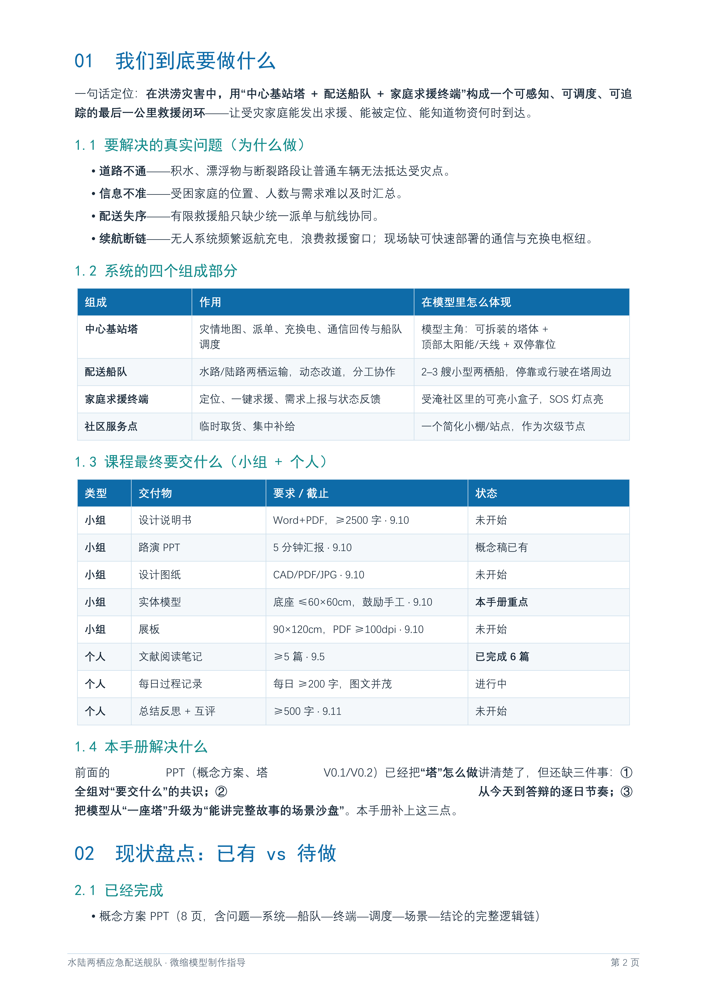 01 我们到底要做什么
一句话定位：在洪涝灾害中，用“中心基站塔 + 配送船队 + 家庭求援终端”构成一个可感知、可调度、可追
踪的最后一公里救援闭环——让受灾家庭能发出求援、能被定位、能知道物资何时到达。
1.1 要解决的真实问题（为什么做）
• 道路不通——积水、漂浮物与断裂路段让普通车辆无法抵达受灾点。
• 信息不准——受困家庭的位置、人数与需求难以及时汇总。
• 配送失序——有限救援船只缺少统一派单与航线协同。
• 续航断链——无人系统频繁返航充电，浪费救援窗口；现场缺可快速部署的通信与充换电枢纽。
1.2 系统的四个组成部分
组成 作用 在模型里怎么体现
中心基站塔 灾情地图、派单、充换电、通信回传与船队 模型主角：可拆装的塔体 +
调度 顶部太阳能/天线 + 双停靠位
配送船队 水路/陆路两栖运输，动态改道，分工协作 2–3 艘小型两栖船，停靠或行驶在塔周边
家庭求援终端 定位、一键求援、需求上报与状态反馈 受淹社区里的可亮小盒子，SOS 灯点亮
社区服务点 临时取货、集中补给 一个简化小棚/站点，作为次级节点
1.3 课程最终要交什么（小组 + 个人）
类型 交付物 要求 / 截止 状态
小组 设计说明书 Word+PDF，≥2500 字 · 9.10 未开始
小组 路演 PPT 5 分钟汇报 · 9.10 概念稿已有
小组 设计图纸 CAD/PDF/JPG · 9.10 未开始
小组 实体模型 底座 ≤60×60cm，鼓励手工 · 9.10 本手册重点
小组 展板 90×120cm，PDF ≥100dpi · 9.10 未开始
个人 文献阅读笔记 ≥5 篇 · 9.5 已完成 6 篇
个人 每日过程记录 每日 ≥200 字，图文并茂 进行中
个人 总结反思 + 互评 ≥500 字 · 9.11 未开始
1.4 本手册解决什么
前面的 PPT（概念方案、塔 V0.1/V0.2）已经把“塔”怎么做讲清楚了，但还缺三件事：①
全组对“要交什么”的共识；② 从今天到答辩的逐日节奏；③
把模型从“一座塔”升级为“能讲完整故事的场景沙盘”。本手册补上这三点。
02 现状盘点：已有 vs 待做
2.1 已经完成
• 概念方案 PPT（8 页，含问题—系统—船队—终端—调度—场景—结论的完整逻辑链）
水陆两栖应急配送舰队 · 微缩模型制作指导 第 2 页